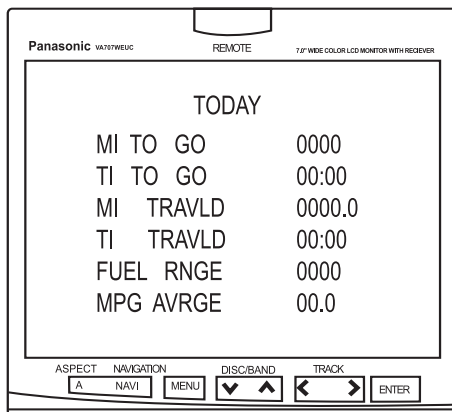 Panasonic VA707WEUC REMOTE 7.0" WIDE COLOR LCD MONITOR WITH RECIEVER
TODAY
MI TO GO 0000
TI TO GO 00:00
MI TRAVLD 0000.0
TI TRAVLD 00:00
FUEL RNGE 0000
MPG AVRGE 00.0
ASPECT NAVIGATION DISC/BAND TRACK
A NAVI MENU ENTER